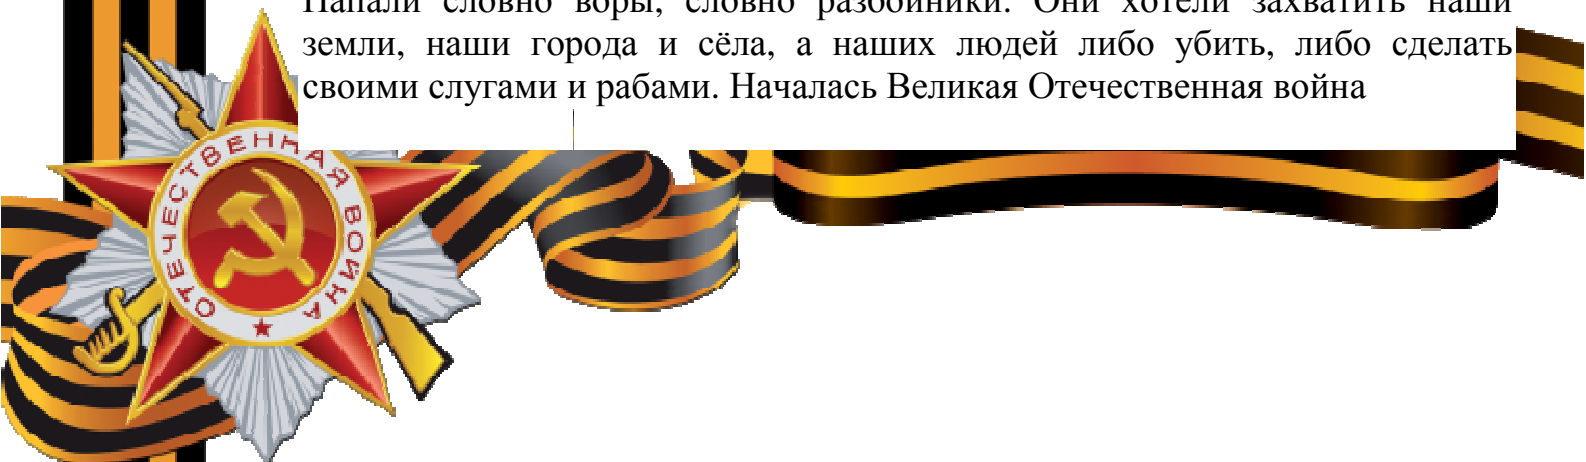 Напали словно воры, словно разбойники. Они хотели захватить наши
земли, наши города и сёла, а наших людей либо убить, либо сделать
своими слугами и рабами. Началась Великая Отечественная война
ОТЕЧЕСТВЕННАЯ ВОЙНА